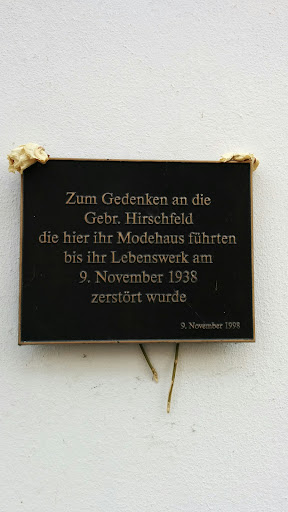 Zum Gedenken an die
Gebr. Hirschfeld
die hier ihr Modehaus führten
bis ihr Lebenswerk am
9. November 1938
zerstört wurde
9. November 1998